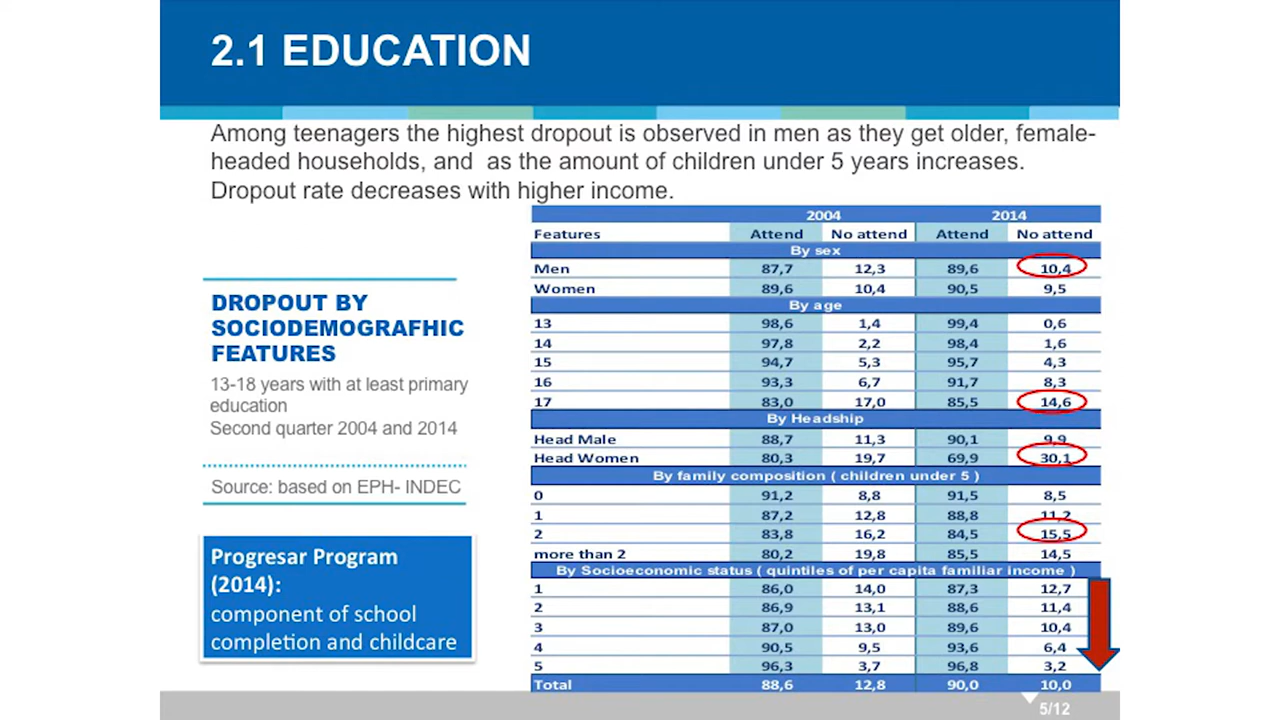 2.1 EDUCATION
Among teenagers the highest dropout is observed in men as they get older, female-
headed households, and as the amount of children under 5 years increases.
Dropout rate decreases with higher income.
DROPOUT BY
SOCIODEMOGRAFHIC
FEATURES
13-18 years with at least primary
education
Second quarter 2004 and 2014
Source: based on EPH- INDEC
Progresar Program
(2014):
component of school
completion and childcare
2004 2014
Features Attend No attend Attend No attend
By sex
Men 87,7 12,3 89,6 10,4
Women 89,6 10,4 90,5 9,5
By age
13 98,6 1,4 99,4 0,6
14 97,8 2,2 98,4 1,6
15 94,7 5,3 95,7 4,3
16 93,3 6,7 91,7 8,3
17 83,0 17,0 85,5 14,6
By Headship
Head Male 88,7 11,3 90,1 9,9
Head Women 80,3 19,7 69,9 30,1
By family composition ( children under 5 )
0 91,2 8,8 91,5 8,5
1 87,2 12,8 88,8 11,2
2 83,8 16,2 84,5 15,5
more than 2 80,2 19,8 85,5 14,5
By Socioeconomic status ( quintiles of per capita familiar income )
1 86,0 14,0 87,3 12,7
2 86,9 13,1 88,6 11,4
3 87,0 13,0 89,6 10,4
4 90,5 9,5 93,6 6,4
5 96,3 3,7 96,8 3,2
Total 88,6 12,8 90,0 10,0
5/12